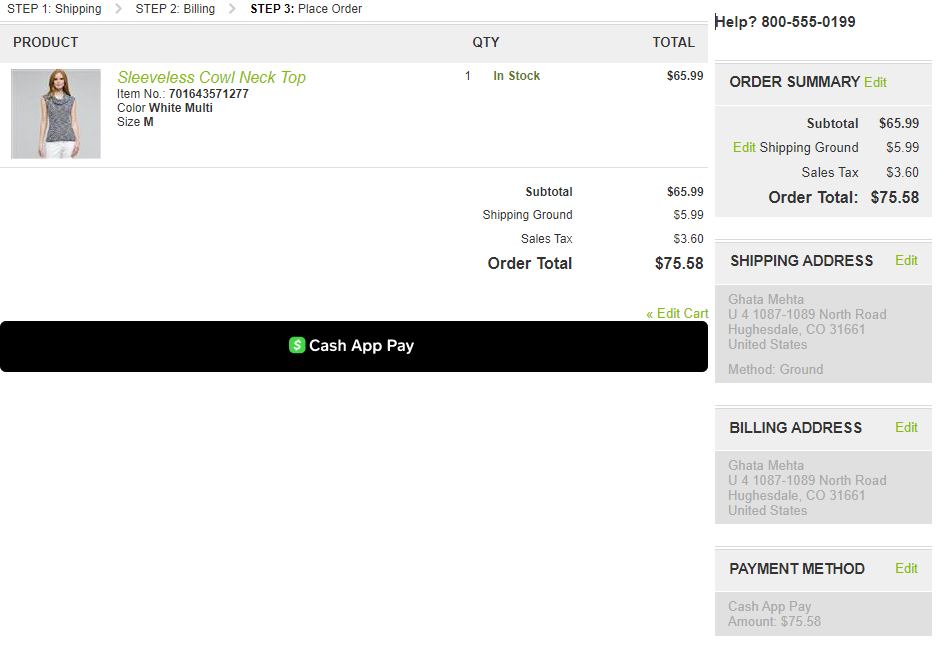 STEP 1: Shipping STEP 2: Billing STEP 3: Place Order
PRODUCT QTY TOTAL
Sleeveless Cowl Neck Top 1 In Stock $65.99
Item No.: 701643571277
Color White Multi
Size M
Subtotal $65.99
Shipping Ground $5.99
Sales Tax $3.60
Order Total $75.58
« Edit Cart
$ Cash App Pay
Help? 800-555-0199
ORDER SUMMARY Edit
Subtotal $65.99
Edit Shipping Ground $5.99
Sales Tax $3.60
Order Total: $75.58
SHIPPING ADDRESS Edit
Ghata Mehta
U 4 1087-1089 North Road
Hughesdale, CO 31661
United States
Method: Ground
BILLING ADDRESS Edit
Ghata Mehta
U 4 1087-1089 North Road
Hughesdale, CO 31661
United States
PAYMENT METHOD Edit
Cash App Pay
Amount: $75.58